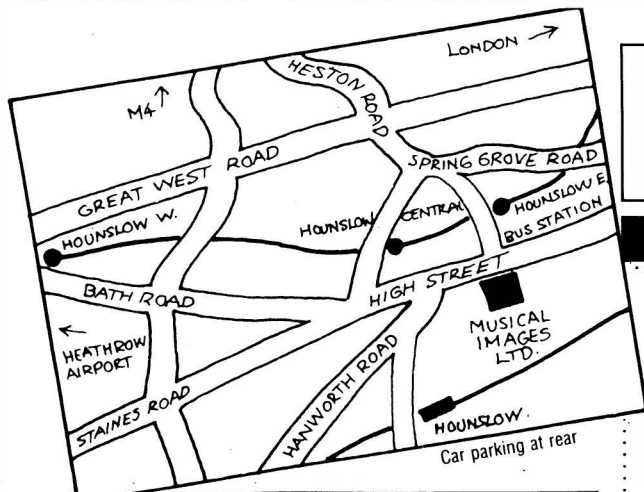 LONDON
M4
HESTON ROAD
GREAT WEST ROAD
SPRING GROVE ROAD
HOUNSLOW W.
HOUNSLOW CENTRAL
HOUNSLOW E.
BUS STATION
BATH ROAD
HIGH STREET
HEATHROW
AIRPORT
MUSICAL
IMAGES
LTD.
STAINES ROAD
HANWORTH ROAD
HOUNSLOW.
Car parking at rear